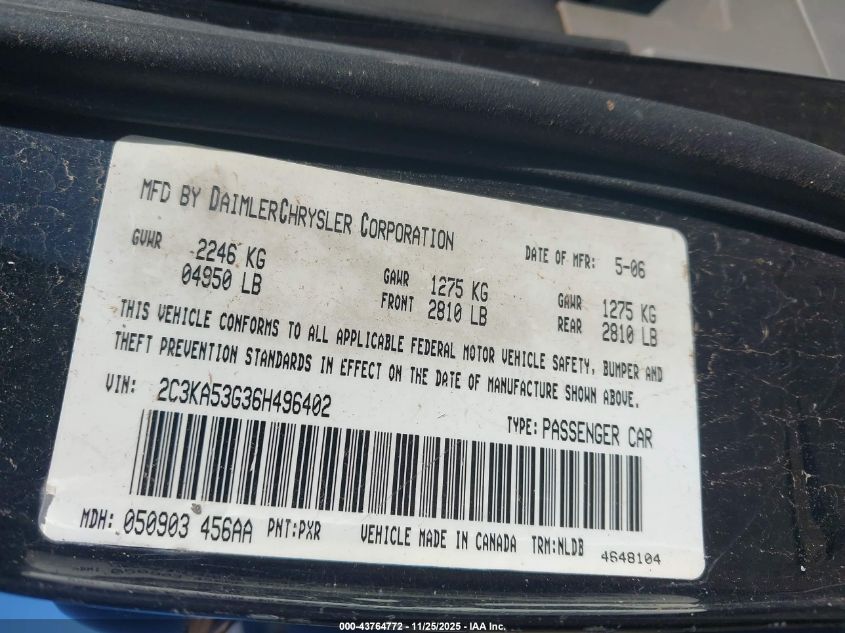 MFD BY DAIMLERCHRYSLER CORPORATION
DATE OF MFR: 5-06
GVWR 2246 KG
04950 LB
GAWR FRONT 1275 KG
2810 LB
GAWR REAR 1275 KG
2810 LB
THIS VEHICLE CONFORMS TO ALL APPLICABLE FEDERAL MOTOR VEHICLE SAFETY, BUMPER AND
THEFT PREVENTION STANDARDS IN EFFECT ON THE DATE OF MANUFACTURE SHOWN ABOVE.
VIN: 2C3KA53G36H496402
TYPE: PASSENGER CAR
MDH: 050903 456AA PNT:PXR VEHICLE MADE IN CANADA TRM:NLDB 4648104
000-43764772 — 11/25/2025 — IAA Inc.